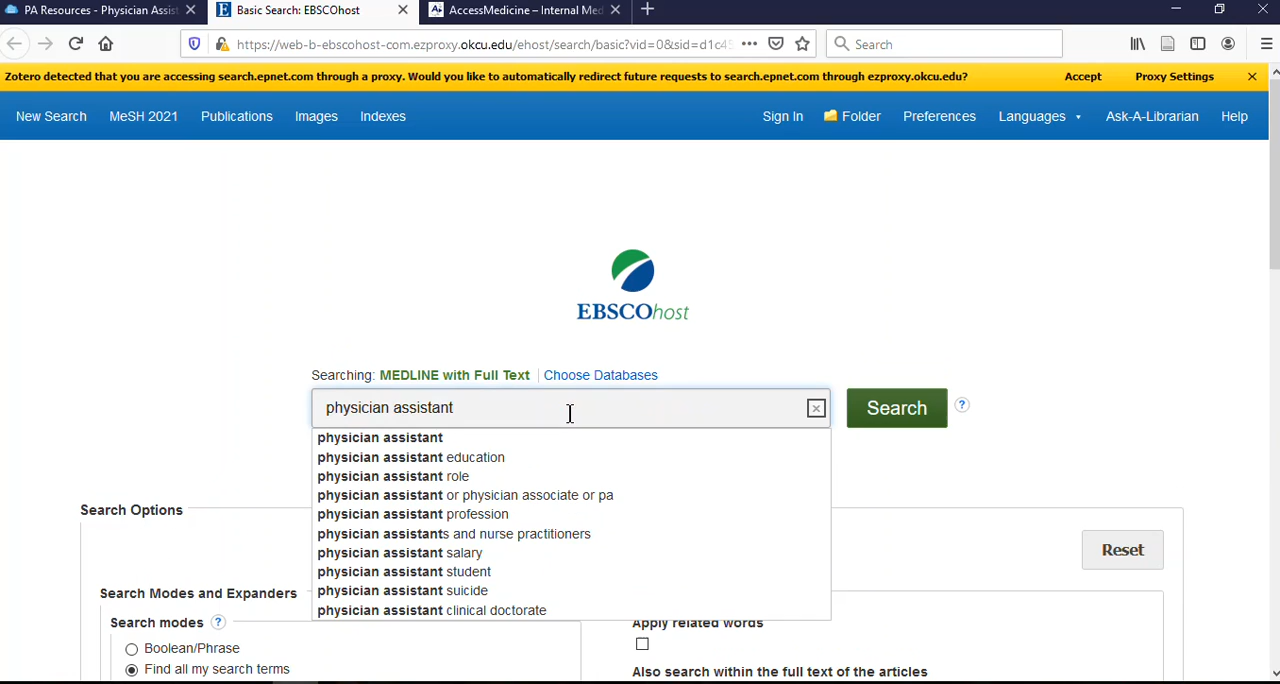 PA Resources - Physician Assist
Basic Search: EBSCOhost
AccessMedicine – Internal Med
https://web-b-ebscohost-com.ezproxy.okcu.edu/ehost/search/basic?vid=0&sid=d1c45
Search
Zotero detected that you are accessing search.epnet.com through a proxy. Would you like to automatically redirect future requests to search.epnet.com through ezproxy.okcu.edu?
Accept
Proxy Settings
New Search
MeSH 2021
Publications
Images
Indexes
Sign In
Folder
Preferences
Languages
Ask-A-Librarian
Help
EBSCOhost
Searching: MEDLINE with Full Text
Choose Databases
physician assistant
Search
?
physician assistant
physician assistant education
physician assistant role
physician assistant or physician associate or pa
physician assistant profession
physician assistants and nurse practitioners
physician assistant salary
physician assistant student
physician assistant suicide
physician assistant clinical doctorate
Search Options
Reset
Search Modes and Expanders
Search modes ?
Boolean/Phrase
Find all my search terms
Apply related words
Also search within the full text of the articles